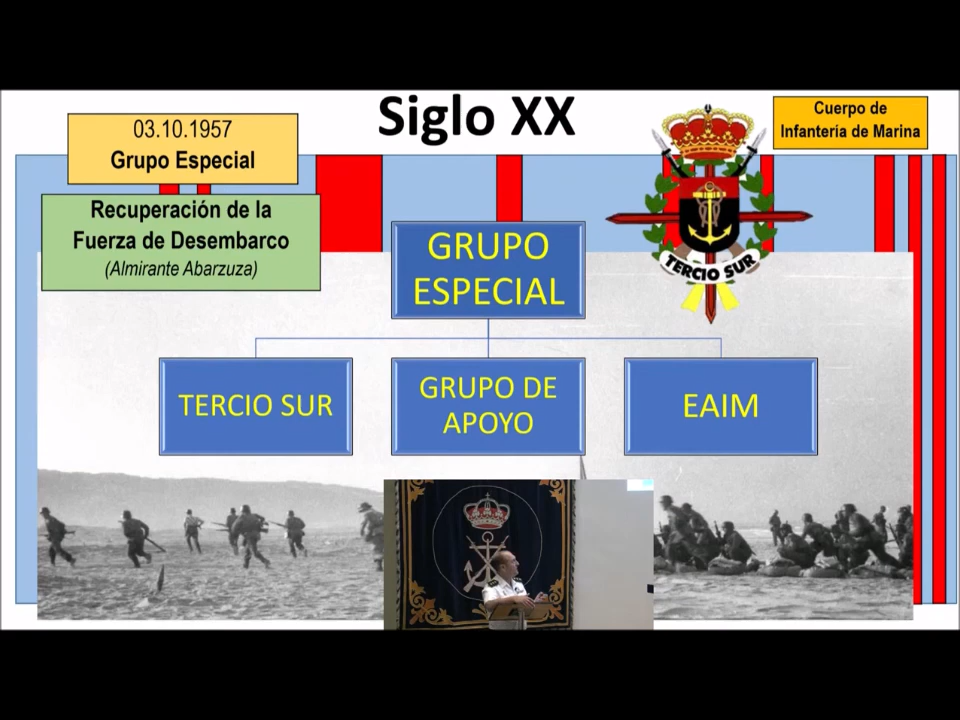 Siglo XX
03.10.1957
Grupo Especial
Recuperación de la
Fuerza de Desembarco
(Almirante Abarzuza)
Cuerpo de
Infantería de Marina
TERCIO SUR
GRUPO
ESPECIAL
TERCIO SUR
GRUPO DE
APOYO
EAIM